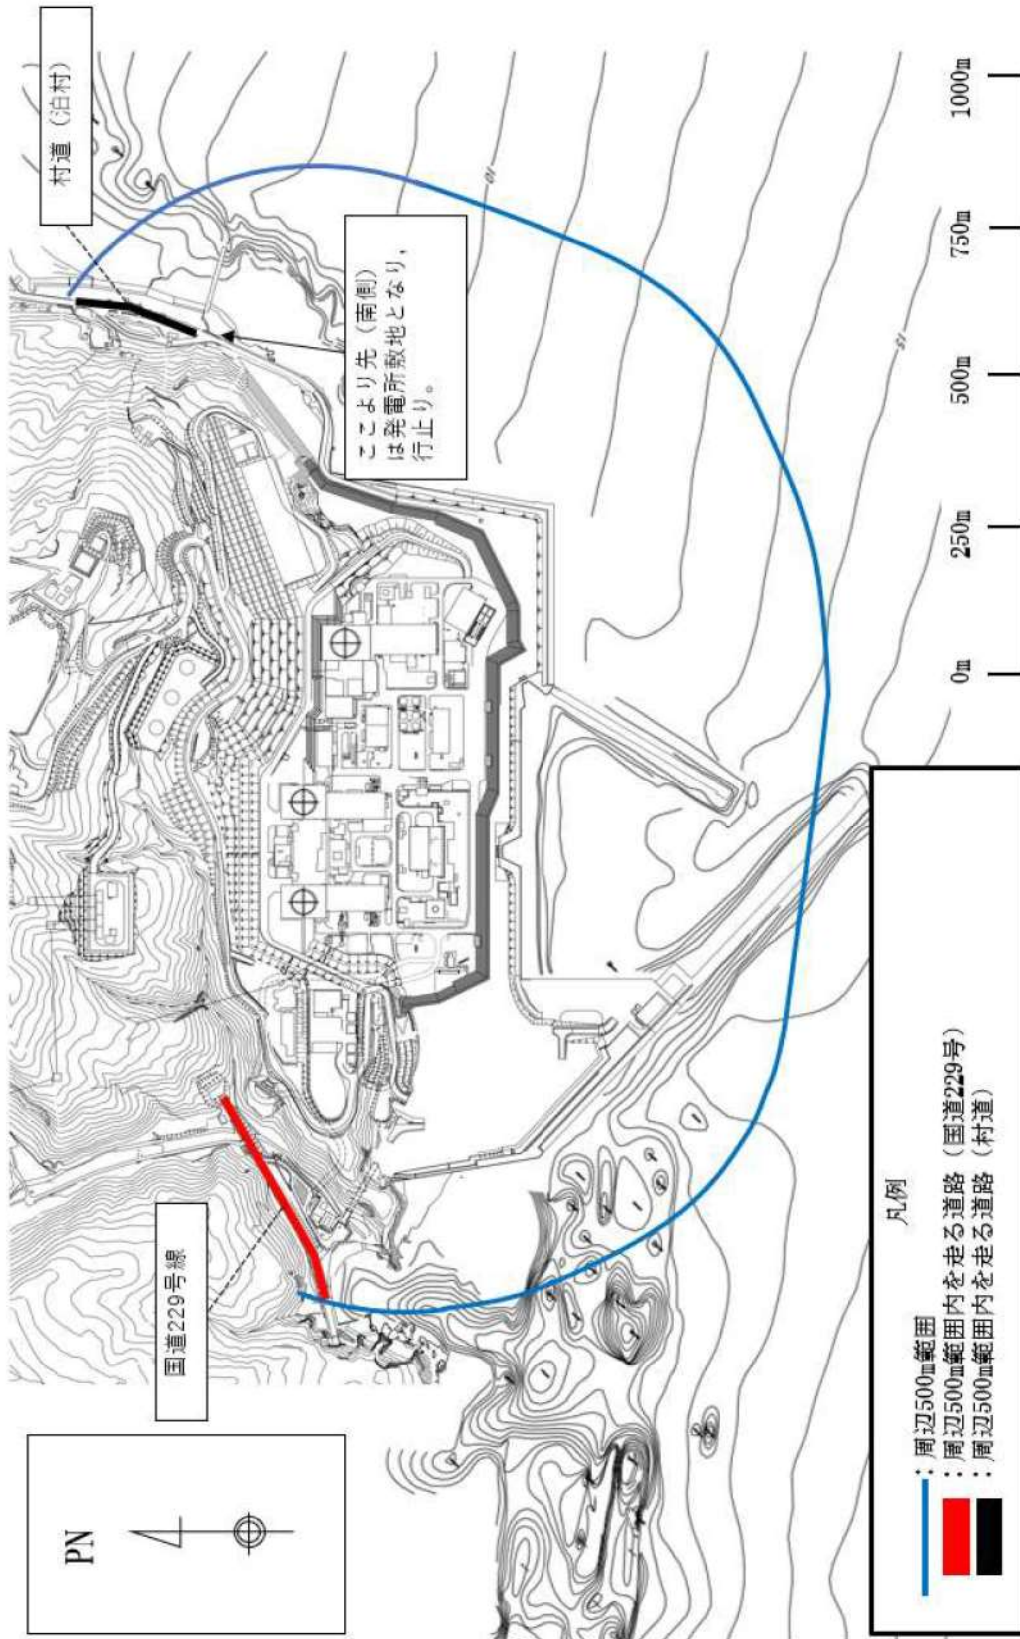 PN
国道229号線
村道（泊村）
ここより先（南側）
は発電所敷地となり,
行止り。
10
15
凡例
：周辺500m範囲
：周辺500m範囲内を走る道路（国道229号）
：周辺500m範囲内を走る道路（村道）
0m
250m
500m
750m
1000m